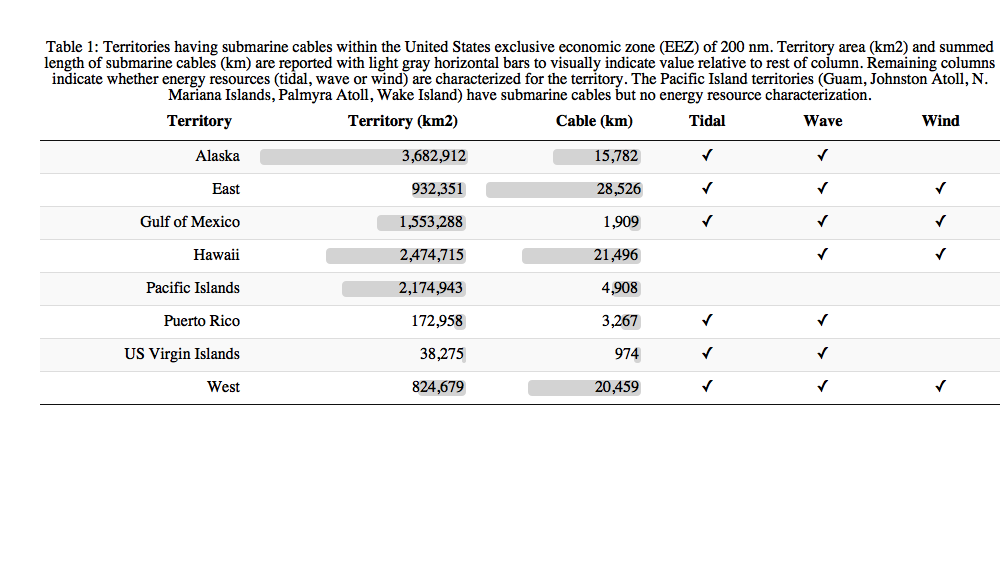 Table 1: Territories having submarine cables within the United States exclusive economic zone (EEZ) of 200 nm. Territory area (km2) and summed
length of submarine cables (km) are reported with light gray horizontal bars to visually indicate value relative to rest of column. Remaining columns
indicate whether energy resources (tidal, wave or wind) are characterized for the territory. The Pacific Island territories (Guam, Johnston Atoll, N.
Mariana Islands, Palmyra Atoll, Wake Island) have submarine cables but no energy resource characterization.
Territory Territory (km2) Cable (km) Tidal Wave Wind
Alaska 3,682,912 15,782 ✓ ✓
East 932,351 28,526 ✓ ✓ ✓
Gulf of Mexico 1,553,288 1,909 ✓ ✓ ✓
Hawaii 2,474,715 21,496 ✓ ✓
Pacific Islands 2,174,943 4,908
Puerto Rico 172,958 3,267 ✓ ✓
US Virgin Islands 38,275 974 ✓ ✓
West 824,679 20,459 ✓ ✓ ✓